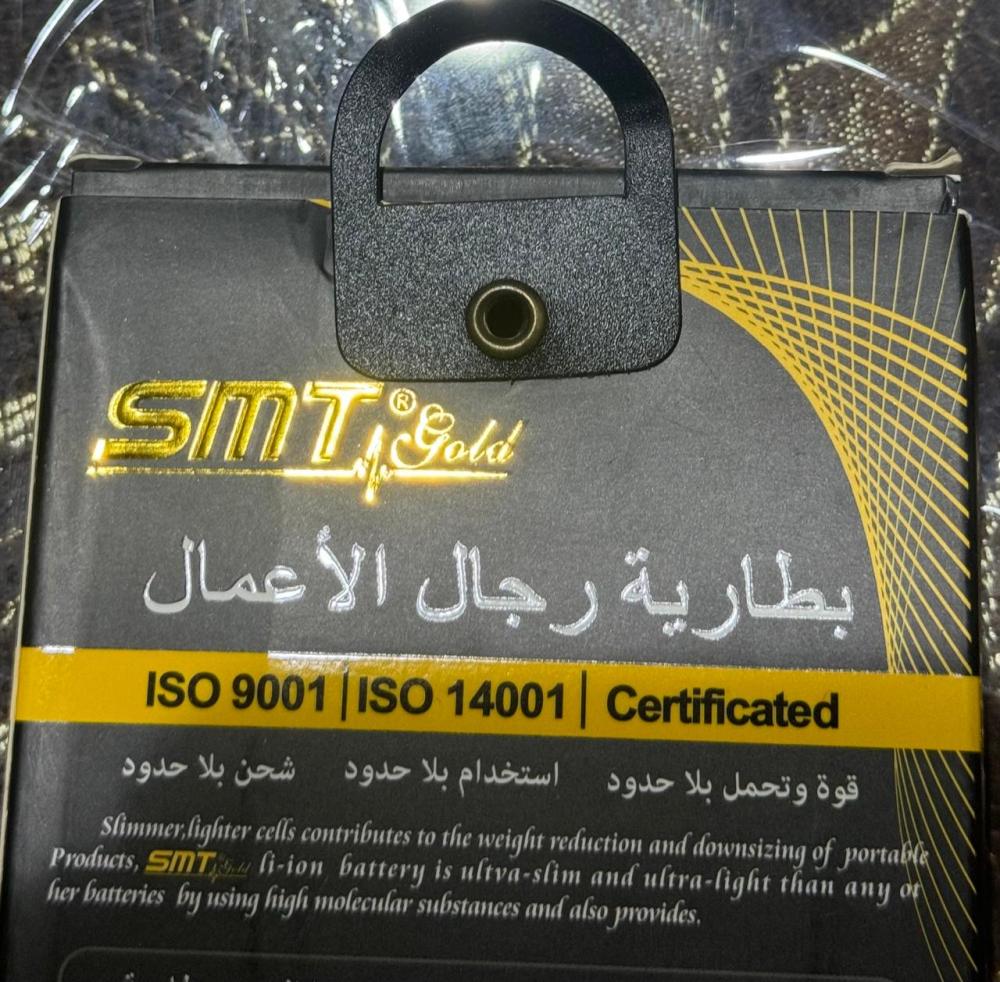 SMT® Gold
بطارية رجال الأعمال
ISO 9001 | ISO 14001 | Certificated
قوة وتحمل بلا حدود استخدام بلا حدود شحن بلا حدود
Slimmer,lighter cells contributes to the weight reduction and downsizing of portable
Products, SMT Gold li-ion battery is ultva-slim and ultra-light than any ot
her batteries by using high molecular substances and also provides.